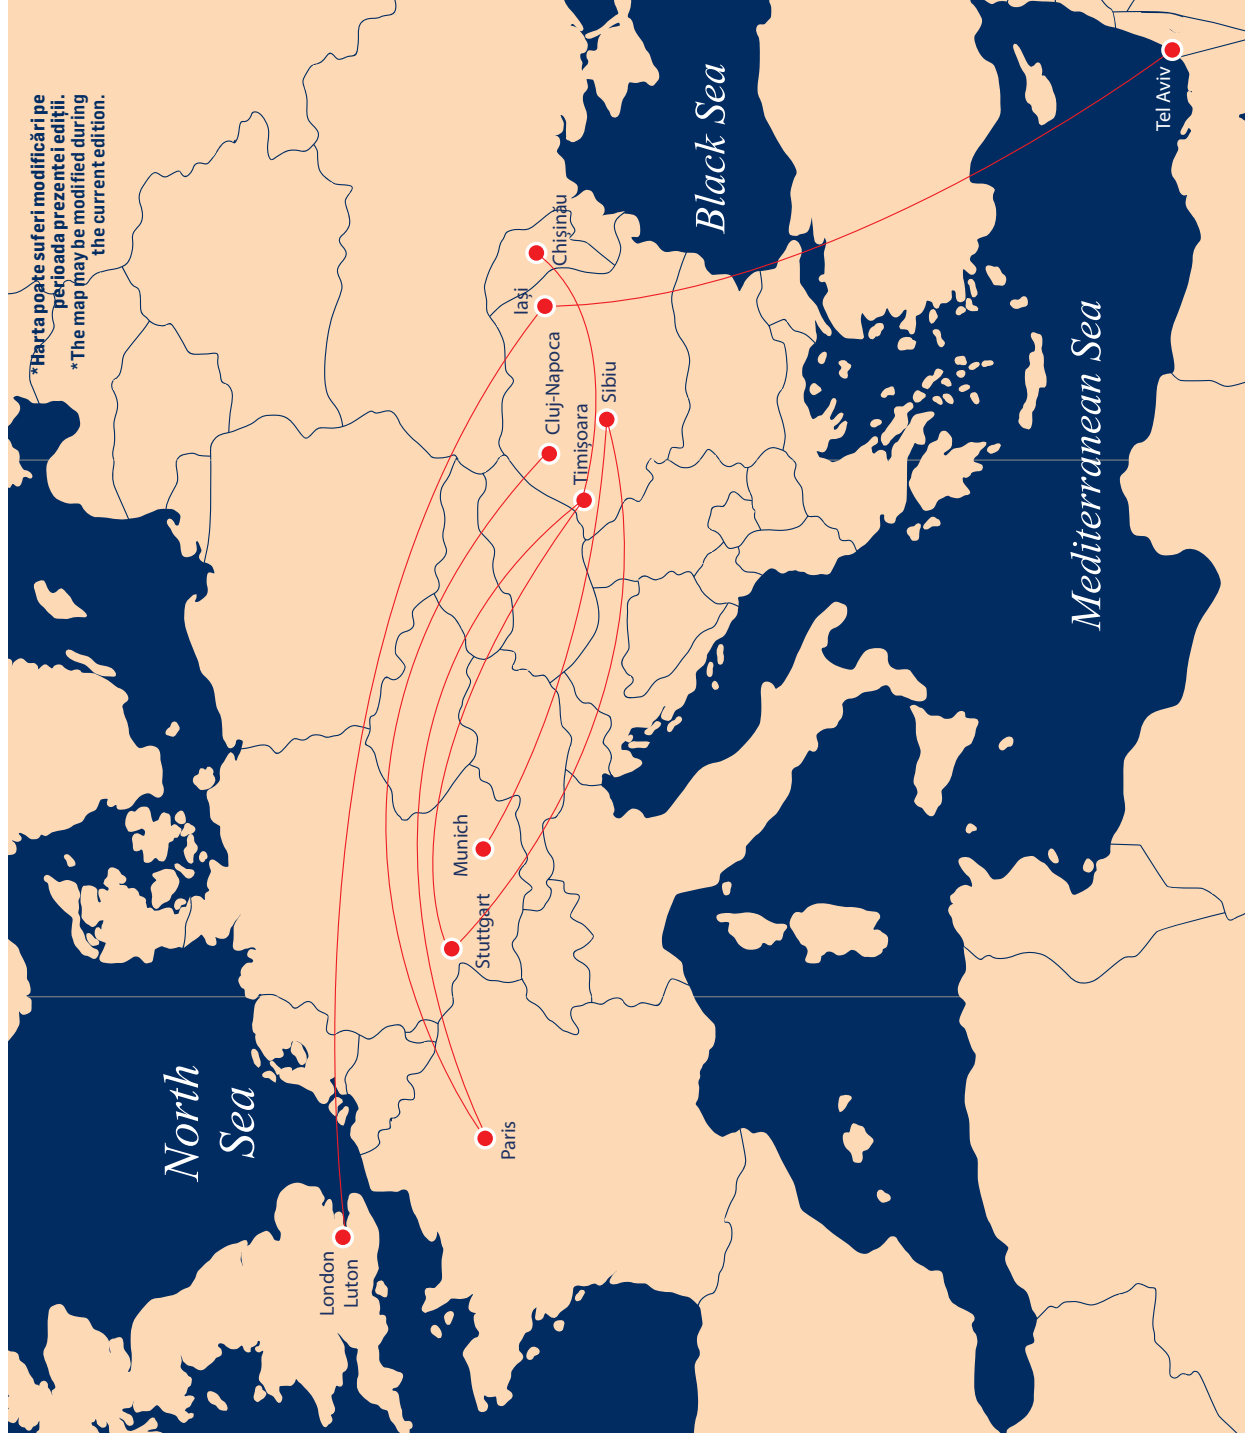 *Harta poate suferi modificări pe
perioada prezentei ediții.
*The map may be modified during
the current edition.
North
Sea
London
Luton
Paris
Stuttgart
Munich
Cluj-Napoca
Timișoara
Sibiu
Iași
Chișinău
Black Sea
Mediterranean Sea
Tel Aviv